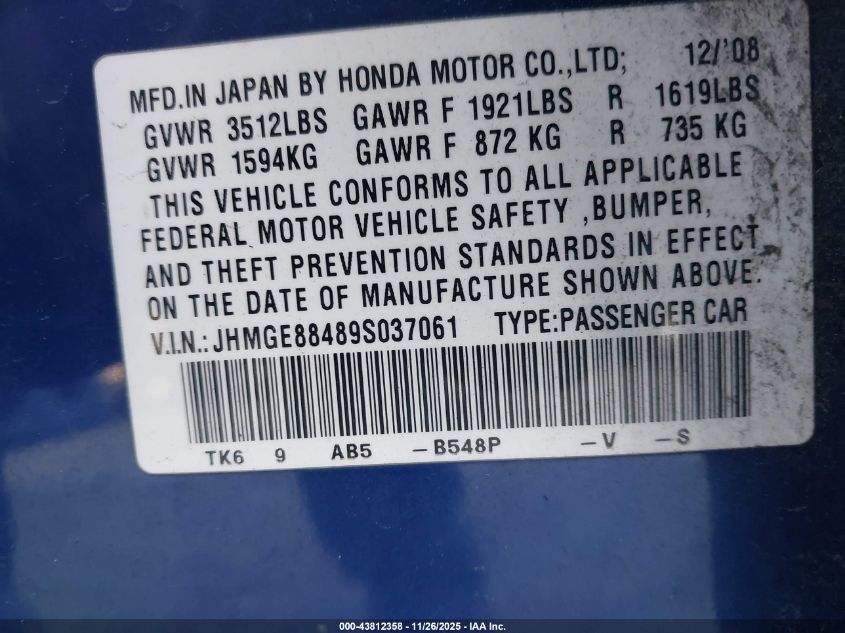 MFD.IN JAPAN BY HONDA MOTOR CO.,LTD; 12/'08
GVWR 3512LBS GAWR F 1921LBS R 1619LBS
GVWR 1594KG GAWR F 872 KG R 735 KG
THIS VEHICLE CONFORMS TO ALL APPLICABLE
FEDERAL MOTOR VEHICLE SAFETY ,BUMPER,
AND THEFT PREVENTION STANDARDS IN EFFECT
ON THE DATE OF MANUFACTURE SHOWN ABOVE.
V.I.N.: JHMGE88489S037061 TYPE:PASSENGER CAR
TK6 9 AB5 -B548P -V -S
000-43812358 - 11/26/2025 - IAA Inc.